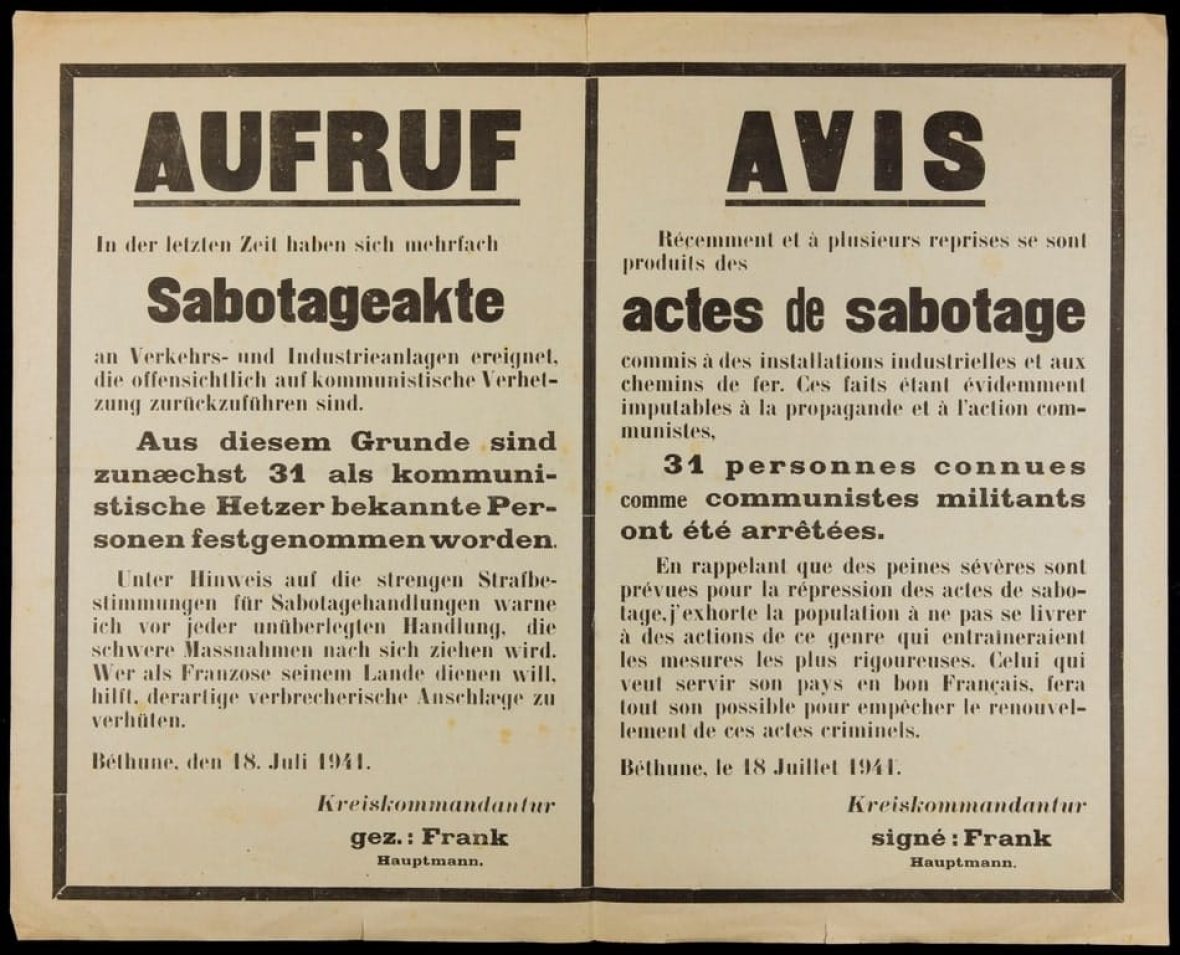 AUFRUF
In der letzten Zeit haben sich mehrfach
Sabotageakte
an Verkehrs- und Industrieanlagen ereignet,
die offensichtlich auf kommunistische Verhet-
zung zurückzuführen sind.
Aus diesem Grunde sind
zunæchst 31 als kommuni-
stische Hetzer bekannte Per-
sonen festgenommen worden.
Unter Hinweis auf die strengen Strafbe-
stimmungen für Sabotagehandlungen warne
ich vor jeder unüberlegten Handlung, die
schwere Massnahmen nach sich ziehen wird.
Wer als Franzose seinem Lande dienen will,
hilft, derartige verbrecherische Anschlæge zu
verhüten.
Béthune, den 18. Juli 1941.
Kreiskommandantur
gez.: Frank
Hauptmann.
AVIS
Récemment et à plusieurs reprises se sont
produits des
actes de sabotage
commis à des installations industrielles et aux
chemins de fer. Ces faits étant évidemment
imputables à la propagande et à l'action com-
munistes,
31 personnes connues
comme communistes militants
ont été arrêtées.
En rappelant que des peines sévères sont
prévues pour la répression des actes de sabo-
tage, j'exhorte la population à ne pas se livrer
à des actions de ce genre qui entraîneraient
les mesures les plus rigoureuses. Celui qui
veut servir son pays en bon Français, fera
tout son possible pour empêcher le renouvel-
lement de ces actes criminels.
Béthune, le 18 Juillet 1941.
Kreiskommandantur
signé : Frank
Hauptmann.